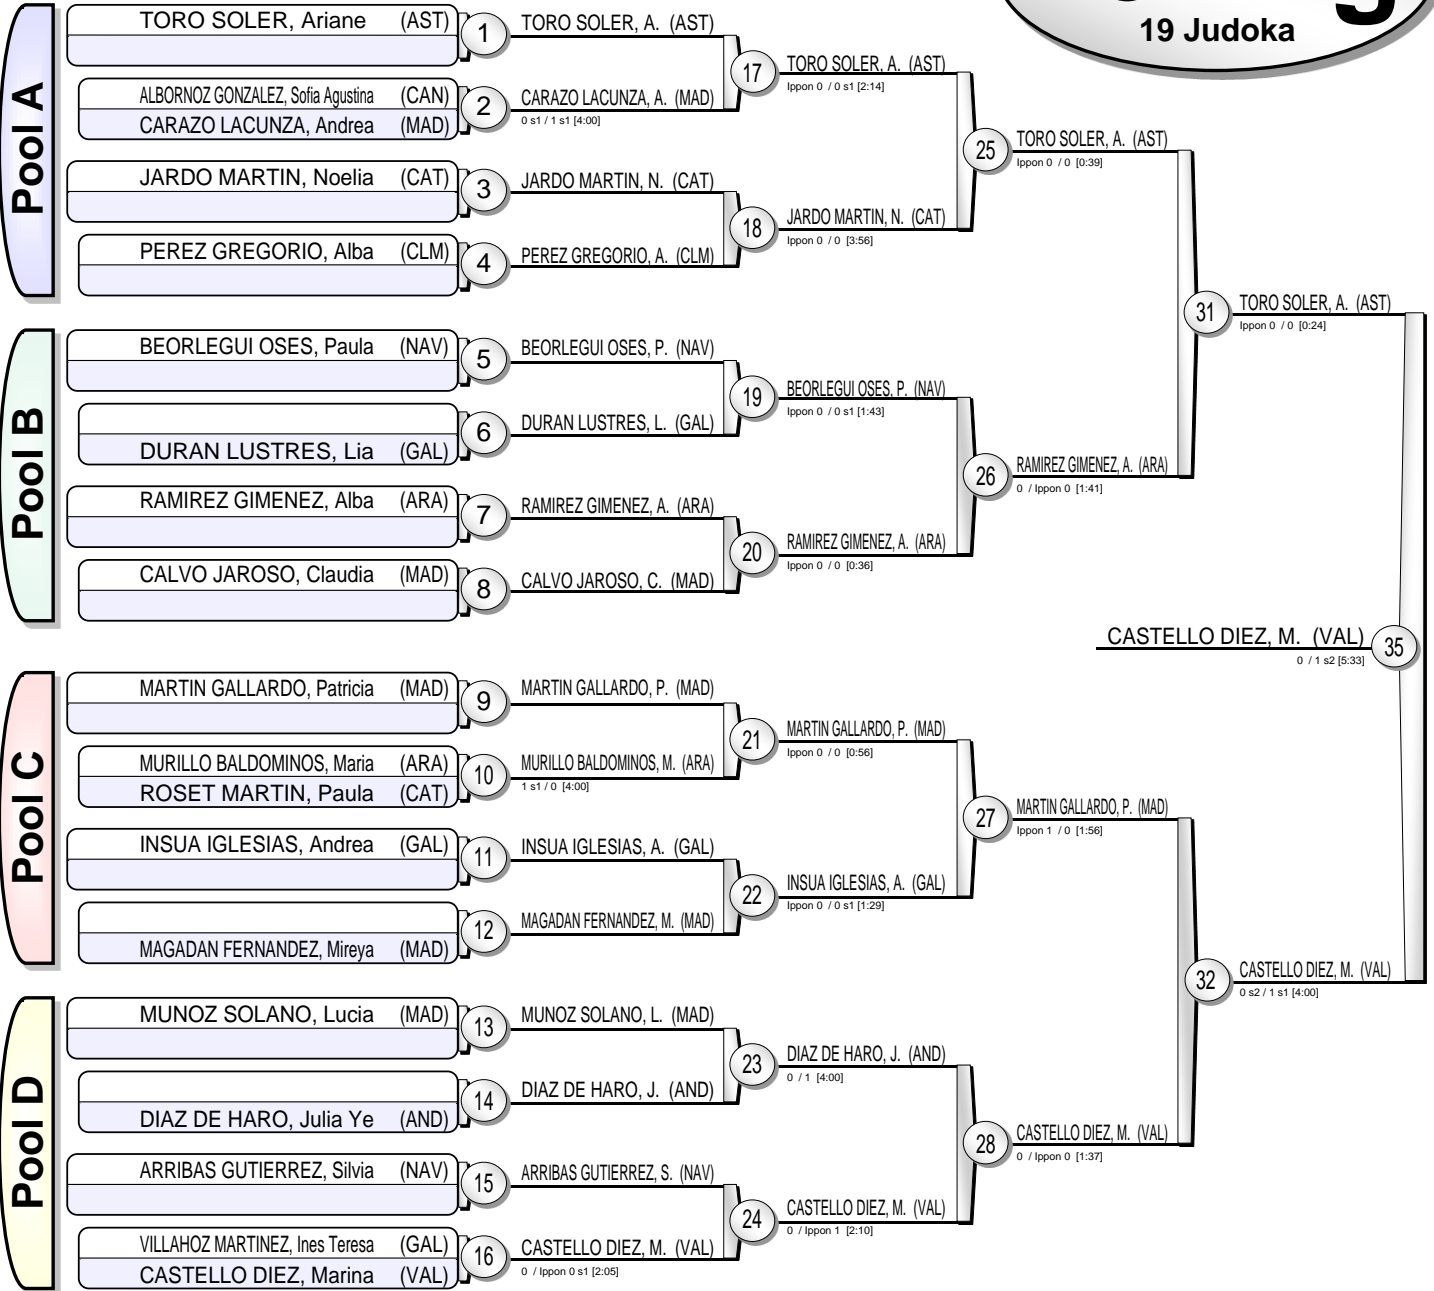 19 Judoka
Pool A
TORO SOLER, Ariane (AST)
1
ALBORNOZ GONZALEZ, Sofia Agustina (CAN)
CARAZO LACUNZA, Andrea (MAD)
2
JARDO MARTIN, Noelia (CAT)
3
PEREZ GREGORIO, Alba (CLM)
4
Pool B
BEORLEGUI OSES, Paula (NAV)
5
DURAN LUSTRES, Lia (GAL)
6
RAMIREZ GIMENEZ, Alba (ARA)
7
CALVO JAROSO, Claudia (MAD)
8
Pool C
MARTIN GALLARDO, Patricia (MAD)
9
MURILLO BALDOMINOS, Maria (ARA)
ROSET MARTIN, Paula (CAT)
10
INSUA IGLESIAS, Andrea (GAL)
11
MAGADAN FERNANDEZ, Mireya (MAD)
12
Pool D
MUNOZ SOLANO, Lucia (MAD)
13
DIAZ DE HARO, Julia Ye (AND)
14
ARRIBAS GUTIERREZ, Silvia (NAV)
15
VILLAHOZ MARTINEZ, Ines Teresa (GAL)
CASTELLO DIEZ, Marina (VAL)
16
TORO SOLER, A. (AST)
CARAZO LACUNZA, A. (MAD)
0 s1 / 1 s1 [4:00]
17
JARDO MARTIN, N. (CAT)
PEREZ GREGORIO, A. (CLM)
18
BEORLEGUI OSES, P. (NAV)
DURAN LUSTRES, L. (GAL)
19
RAMIREZ GIMENEZ, A. (ARA)
CALVO JAROSO, C. (MAD)
20
MARTIN GALLARDO, P. (MAD)
MURILLO BALDOMINOS, M. (ARA)
1 s1 / 0 [4:00]
21
INSUA IGLESIAS, A. (GAL)
MAGADAN FERNANDEZ, M. (MAD)
22
MUNOZ SOLANO, L. (MAD)
DIAZ DE HARO, J. (AND)
23
ARRIBAS GUTIERREZ, S. (NAV)
CASTELLO DIEZ, M. (VAL)
0 / Ippon 0 s1 [2:05]
24
TORO SOLER, A. (AST)
Ippon 0 / 0 s1 [2:14]
JARDO MARTIN, N. (CAT)
Ippon 0 / 0 [3:56]
25
BEORLEGUI OSES, P. (NAV)
Ippon 0 / 0 s1 [1:43]
RAMIREZ GIMENEZ, A. (ARA)
Ippon 0 / 0 [0:36]
26
MARTIN GALLARDO, P. (MAD)
Ippon 0 / 0 [0:56]
INSUA IGLESIAS, A. (GAL)
Ippon 0 / 0 s1 [1:29]
27
DIAZ DE HARO, J. (AND)
0 / 1 [4:00]
CASTELLO DIEZ, M. (VAL)
0 / Ippon 1 [2:10]
28
TORO SOLER, A. (AST)
Ippon 0 / 0 [0:39]
RAMIREZ GIMENEZ, A. (ARA)
0 / Ippon 0 [1:41]
31
MARTIN GALLARDO, P. (MAD)
Ippon 1 / 0 [1:56]
CASTELLO DIEZ, M. (VAL)
0 / Ippon 0 [1:37]
32
TORO SOLER, A. (AST)
Ippon 0 / 0 [0:24]
CASTELLO DIEZ, M. (VAL)
0 s2 / 1 s1 [4:00]
CASTELLO DIEZ, M. (VAL)
0 / 1 s2 [5:33]
35